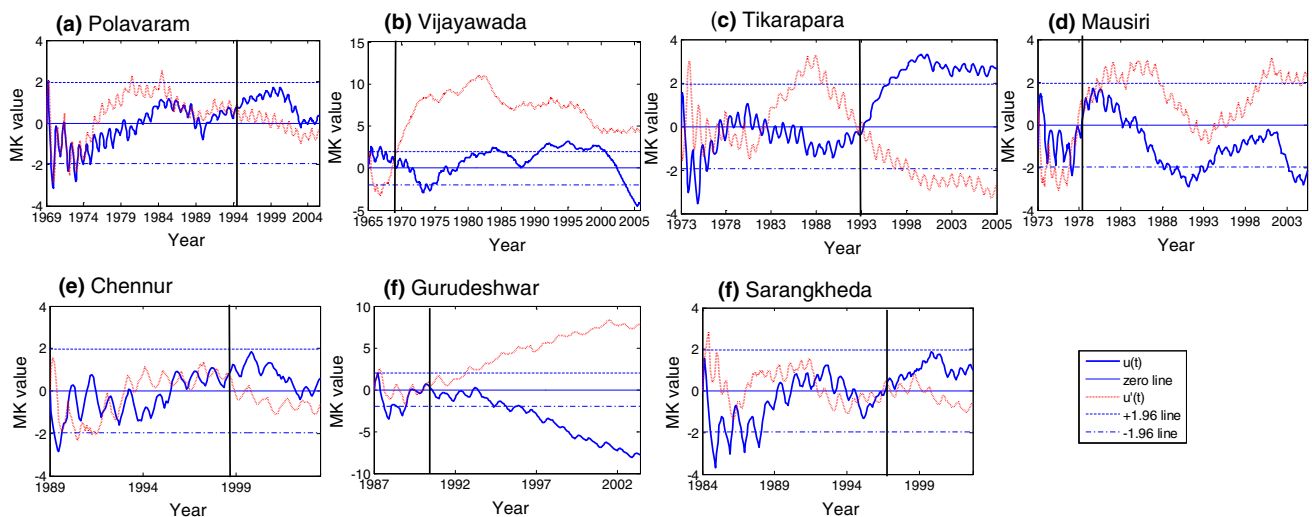 (a) Polavaram
MK value
4
2
0
-2
-4
1969 1974 1979 1984 1989 1994 1999 2004
Year
(b) Vijayawada
MK value
15
10
5
0
-5
1965 1970 1975 1980 1985 1990 1995 2000 2005
Year
(c) Tikarapara
MK value
4
2
0
-2
-4
1973 1978 1983 1988 1993 1998 2005
Year
(d) Mausiri
MK value
4
2
0
-2
-4
1973 1978 1983 1988 1993 1998 2003
Year
(e) Chennur
MK value
4
2
0
-2
-4
1989 1994 1999
Year
(f) Gurudeshwar
MK value
10
5
0
-5
-10
1987 1992 1997 2002
Year
(f) Sarangkheda
MK value
4
2
0
-2
-4
1984 1989 1994 1999
Year
u(t)
zero line
u'(t)
+1.96 line
-1.96 line